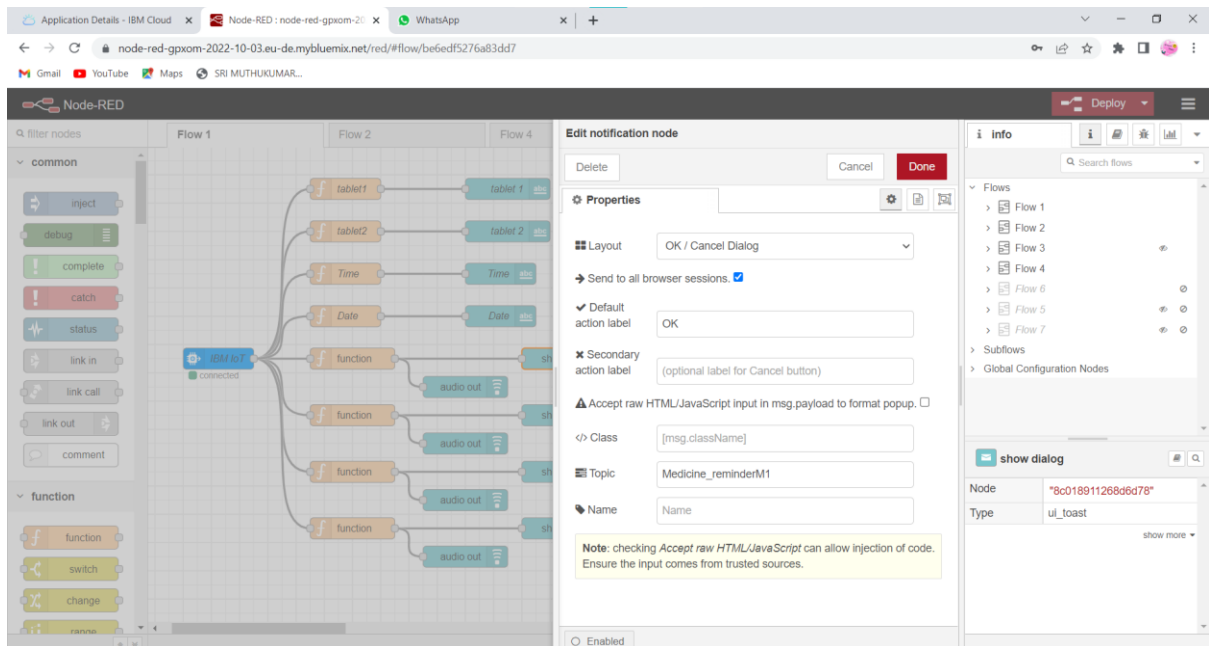 Application Details - IBM Cloud
Node-RED : node-red-gpxom-20
WhatsApp
node-red-gpxom-2022-10-03.eu-de.mybluemix.net/red/#flow/be6edf5276a83dd7
Gmail YouTube Maps SRI MUTHUKUMAR...
Node-RED
Deploy
filter nodes
common
inject
debug
complete
catch
status
link in
link call
link out
comment
function
function
switch
change
range
Flow 1
Flow 2
Flow 4
tablet1
tablet 1 abc
tablet2
tablet 2 abc
Time
Time abc
Date
Date abc
IBM IoT
connected
function
sh
audio out
function
sh
audio out
function
sh
audio out
function
sh
audio out
Edit notification node
Delete
Cancel
Done
Properties
Layout
OK / Cancel Dialog
Send to all browser sessions.
Default
action label
OK
Secondary
action label
(optional label for Cancel button)
Accept raw HTML/JavaScript input in msg.payload to format popup.
</> Class
[msg.className]
Topic
Medicine_reminderM1
Name
Name
Note: checking Accept raw HTML/JavaScript can allow injection of code.
Ensure the input comes from trusted sources.
Enabled
i info
i
Search flows
Flows
Flow 1
Flow 2
Flow 3
Flow 4
Flow 6
Flow 5
Flow 7
Subflows
Global Configuration Nodes
show dialog
Node
"8c018911268d6d78"
Type
ui_toast
show more